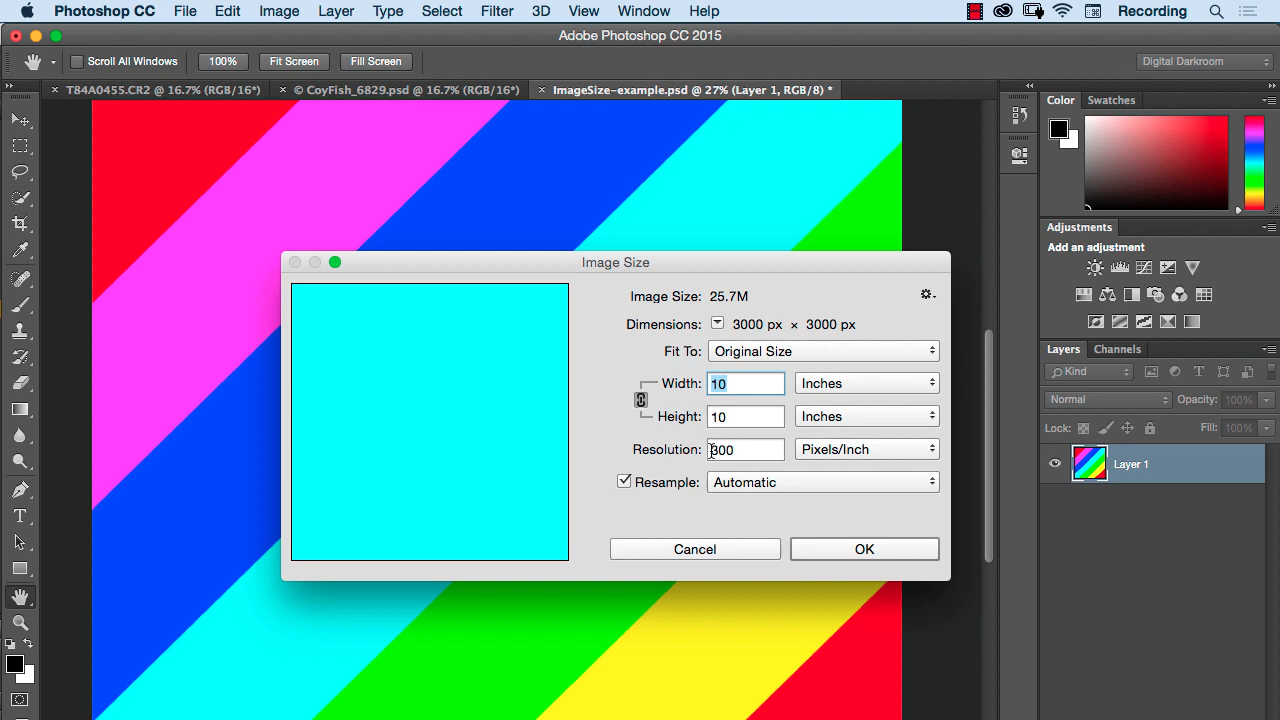 Photoshop CC File Edit Image Layer Type Select Filter 3D View Window Help Recording
Adobe Photoshop CC 2015
Scroll All Windows 100% Fit Screen Fill Screen Digital Darkroom
T84A0455.CR2 @ 16.7% (RGB/16*) © CoyFish_6829.psd @ 16.7% (RGB/16*) ImageSize-example.psd @ 27% (Layer 1, RGB/8) *
Color Swatches
Adjustments
Add an adjustment
Image Size
Image Size: 25.7M
Dimensions: 3000 px × 3000 px
Fit To: Original Size
Width: 10 Inches
Height: 10 Inches
Resolution: 300 Pixels/Inch
Resample: Automatic
Cancel OK
Layers Channels
Kind
Normal Opacity: 100%
Lock: Fill: 100%
Layer 1